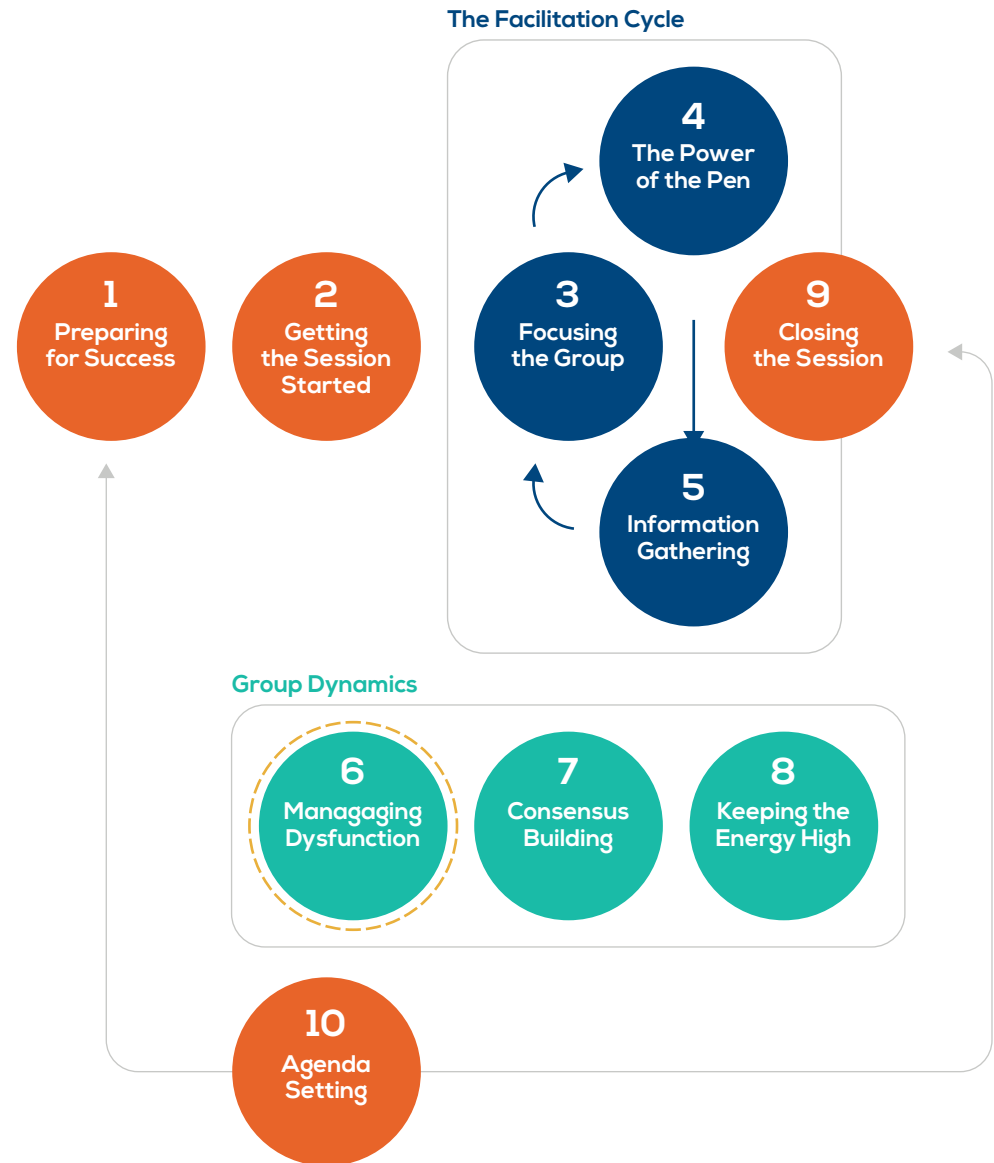 The Facilitation Cycle
4
The Power
of the Pen
1
Preparing
for Success
2
Getting
the Session
Started
3
Focusing
the Group
9
Closing
the Session
5
Information
Gathering
Group Dynamics
6
Managaging
Dysfunction
7
Consensus
Building
8
Keeping the
Energy High
10
Agenda
Setting